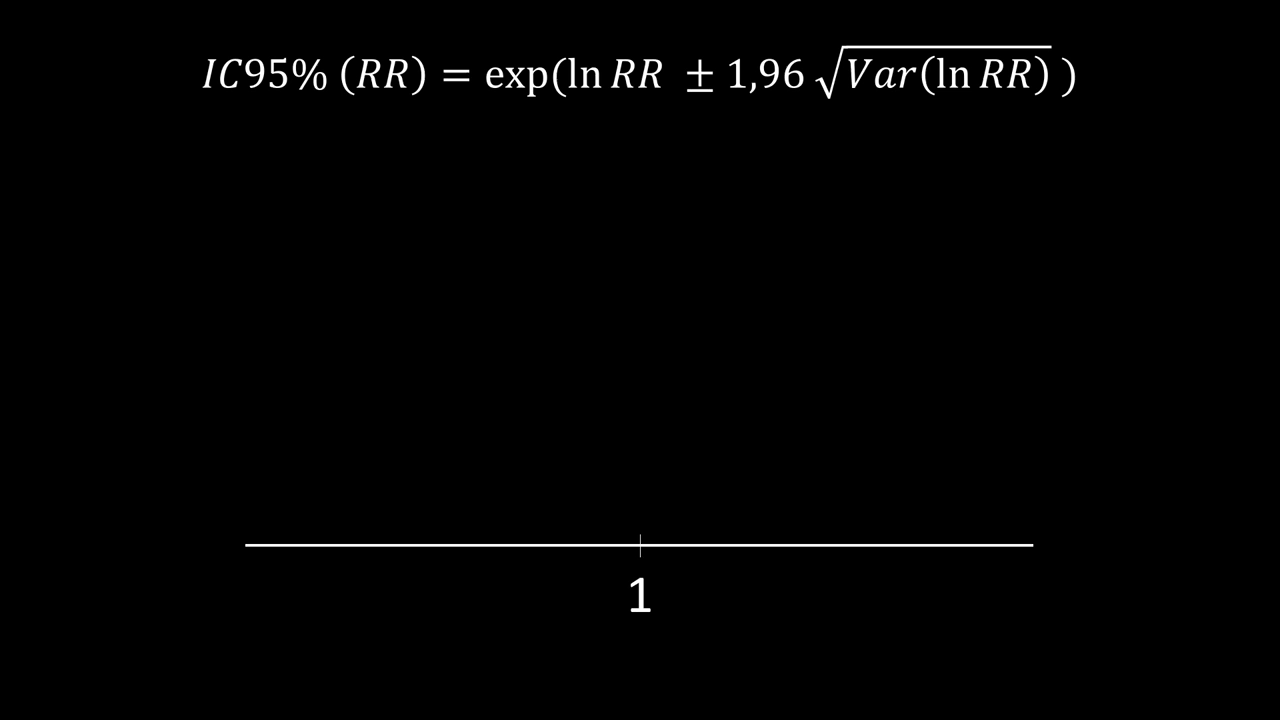 IC95% (RR) = exp(ln RR ± 1,96 √Var(ln RR) )
1